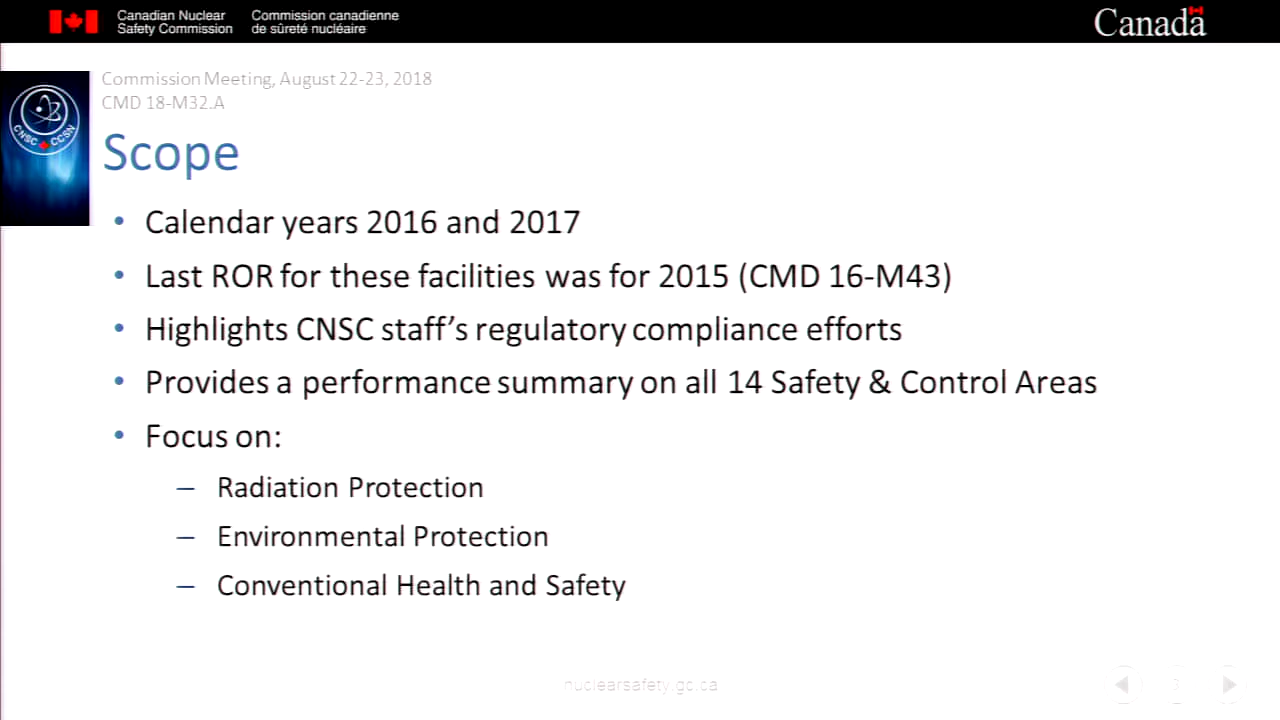 Canadian Nuclear Safety Commission
Commission canadienne de sûreté nucléaire
Canada
Commission Meeting, August 22-23, 2018
CMD 18-M32.A
CNSC CCSN
Scope
• Calendar years 2016 and 2017
• Last ROR for these facilities was for 2015 (CMD 16-M43)
• Highlights CNSC staff's regulatory compliance efforts
• Provides a performance summary on all 14 Safety & Control Areas
• Focus on:
– Radiation Protection
– Environmental Protection
– Conventional Health and Safety
nuclearsafety.gc.ca
3